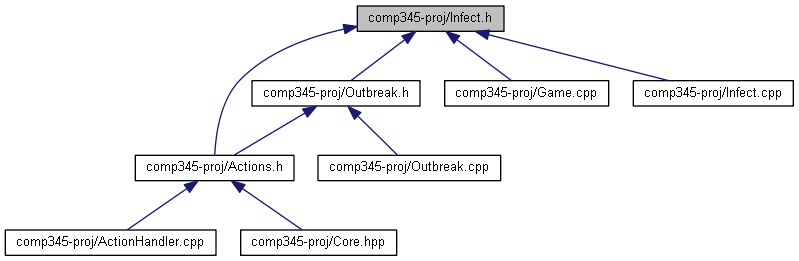 comp345-proj/Infect.h
comp345-proj/Outbreak.h
comp345-proj/Game.cpp
comp345-proj/Infect.cpp
comp345-proj/Actions.h
comp345-proj/Outbreak.cpp
comp345-proj/ActionHandler.cpp
comp345-proj/Core.hpp